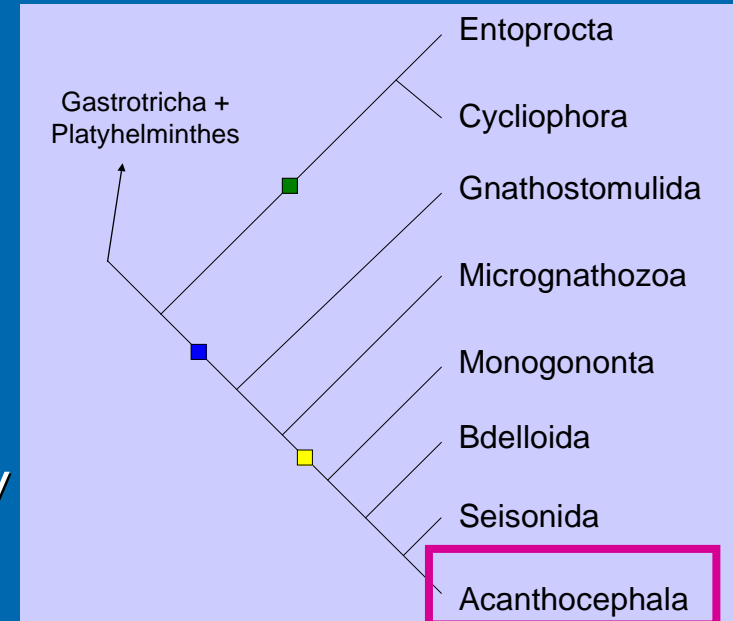 Entoprocta
Gastrotricha +
Platyhelminthes
Cycliophora
Gnathostomulida
Micrognathozoa
Monogononta
Bdelloida
Seisonida
Acanthocephala